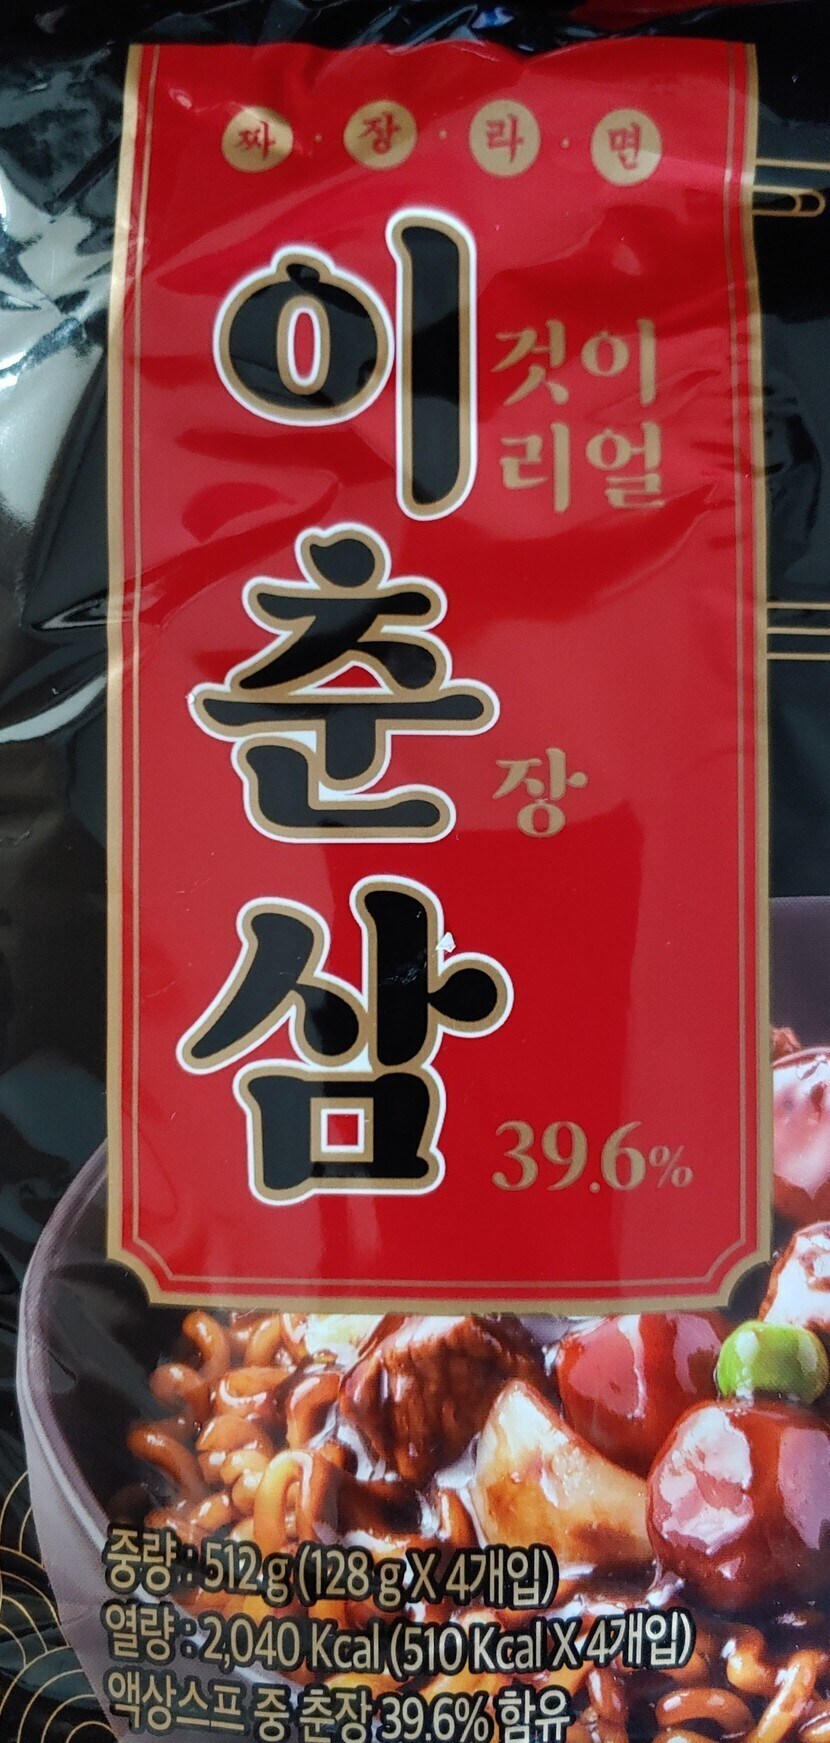 짜·장·라·면
이
것이
리얼
춘
장
삼
39.6%
중량 : 512 g (128 g X 4개입)
열량 : 2,040 Kcal (510 Kcal X 4개입)
액상스프 중 춘장 39.6% 함유